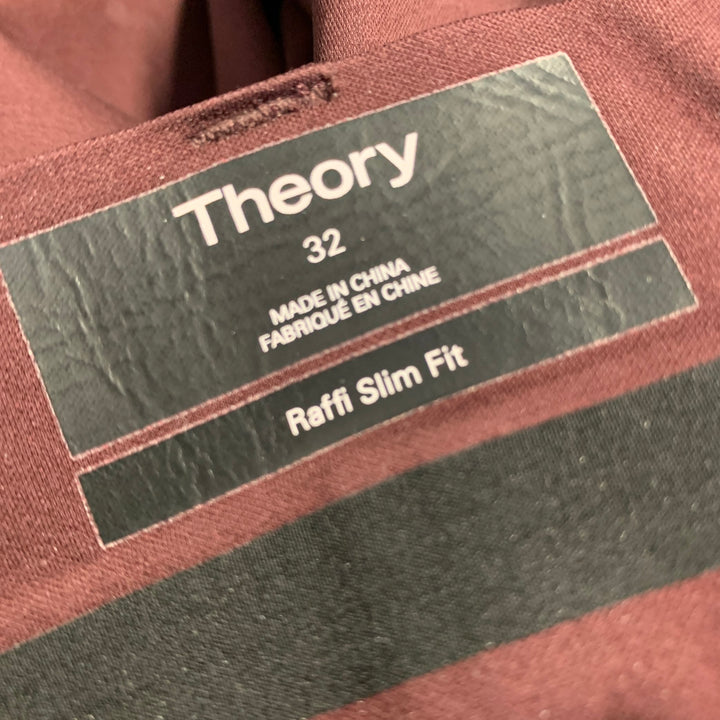 Theory
32
MADE IN CHINA
FABRIQUÉ EN CHINE
Raffi Slim Fit